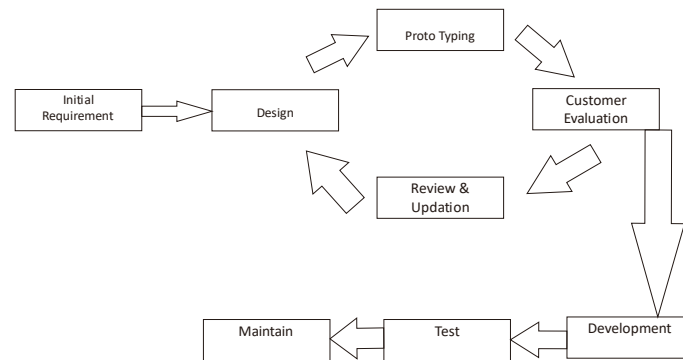 Proto Typing
Initial
Requirement
Design
Customer
Evaluation
Review &
Updation
Maintain
Test
Development